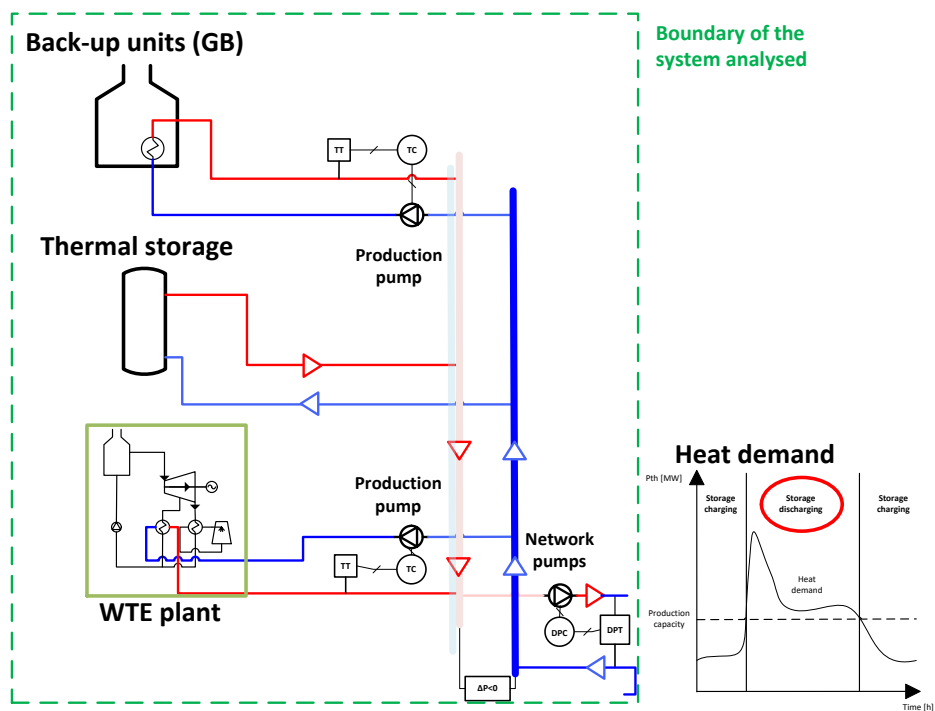 Back-up units (GB)
Boundary of the
system analysed
TT
TC
Thermal storage
Production
pump
Production
pump
TT
TC
WTE plant
Network
pumps
DPC
DPT
ΔP<0
Heat demand
Pth [MW]
Storage
charging
Storage
discharging
Storage
charging
Heat
demand
Production
capacity
Time [h]